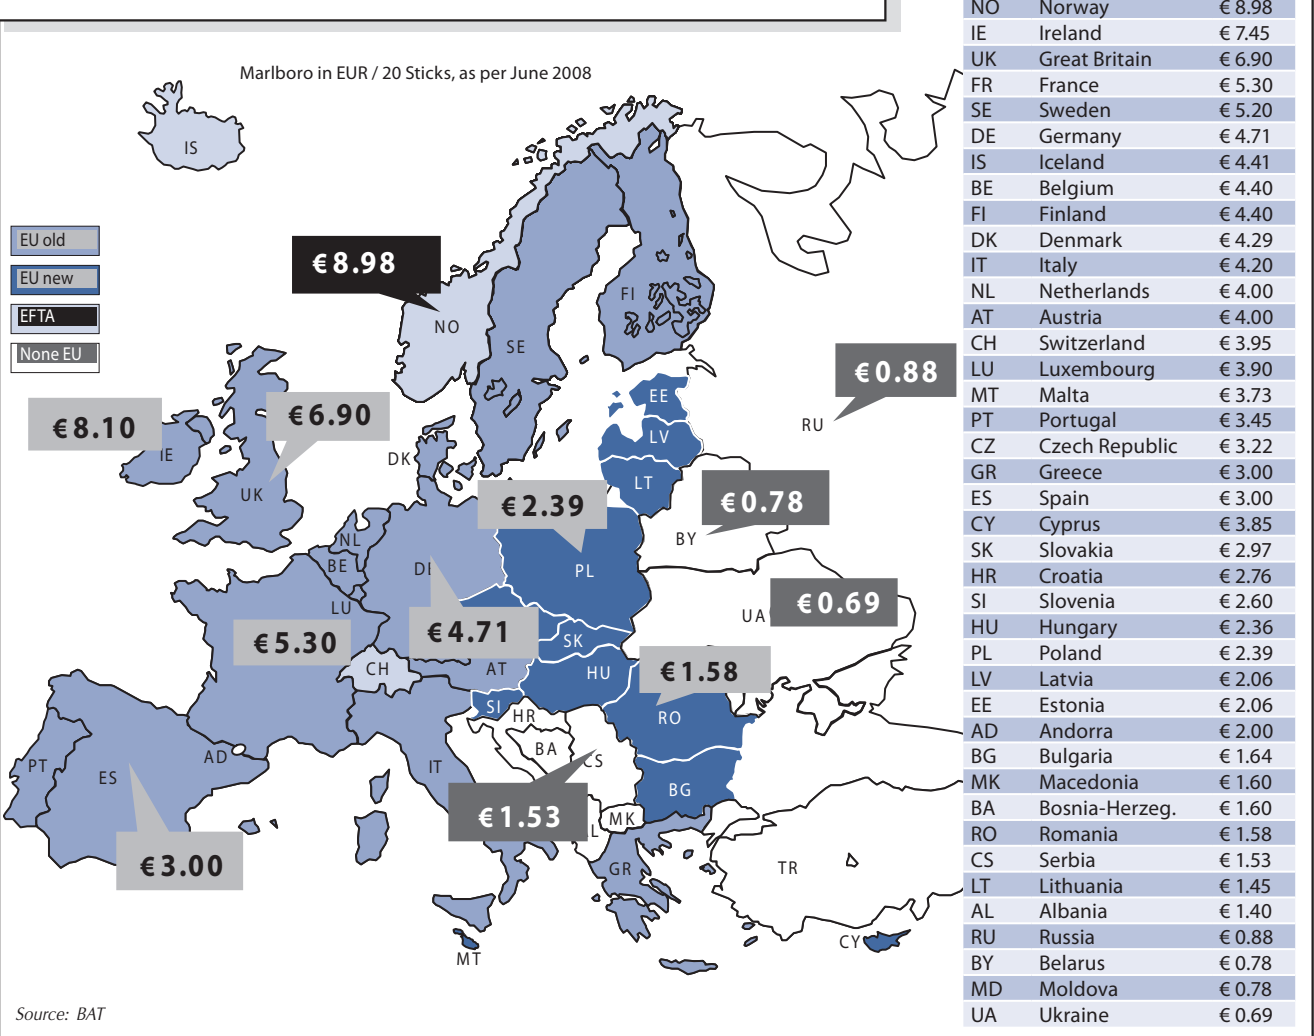 Marlboro in EUR / 20 Sticks, as per June 2008
EU old
EU new
EFTA
None EU
IS
€ 8.98
NO
SE
FI
€ 0.88
RU
EE
LV
LT
€ 8.10
IE
€ 6.90
UK
DK
€ 2.39
PL
€ 0.78
BY
NL
BE
LU
DE
€ 4.71
€ 5.30
CH
AT
SK
HU
UA
€ 0.69
€ 1.58
RO
SI
HR
BA
CS
€ 1.53
BG
MK
L
AD
PT
ES
€ 3.00
IT
GR
TR
MT
CY
Source: BAT
NO Norway € 8.98
IE Ireland € 7.45
UK Great Britain € 6.90
FR France € 5.30
SE Sweden € 5.20
DE Germany € 4.71
IS Iceland € 4.41
BE Belgium € 4.40
FI Finland € 4.40
DK Denmark € 4.29
IT Italy € 4.20
NL Netherlands € 4.00
AT Austria € 4.00
CH Switzerland € 3.95
LU Luxembourg € 3.90
MT Malta € 3.73
PT Portugal € 3.45
CZ Czech Republic € 3.22
GR Greece € 3.00
ES Spain € 3.00
CY Cyprus € 3.85
SK Slovakia € 2.97
HR Croatia € 2.76
SI Slovenia € 2.60
HU Hungary € 2.36
PL Poland € 2.39
LV Latvia € 2.06
EE Estonia € 2.06
AD Andorra € 2.00
BG Bulgaria € 1.64
MK Macedonia € 1.60
BA Bosnia-Herzeg. € 1.60
RO Romania € 1.58
CS Serbia € 1.53
LT Lithuania € 1.45
AL Albania € 1.40
RU Russia € 0.88
BY Belarus € 0.78
MD Moldova € 0.78
UA Ukraine € 0.69